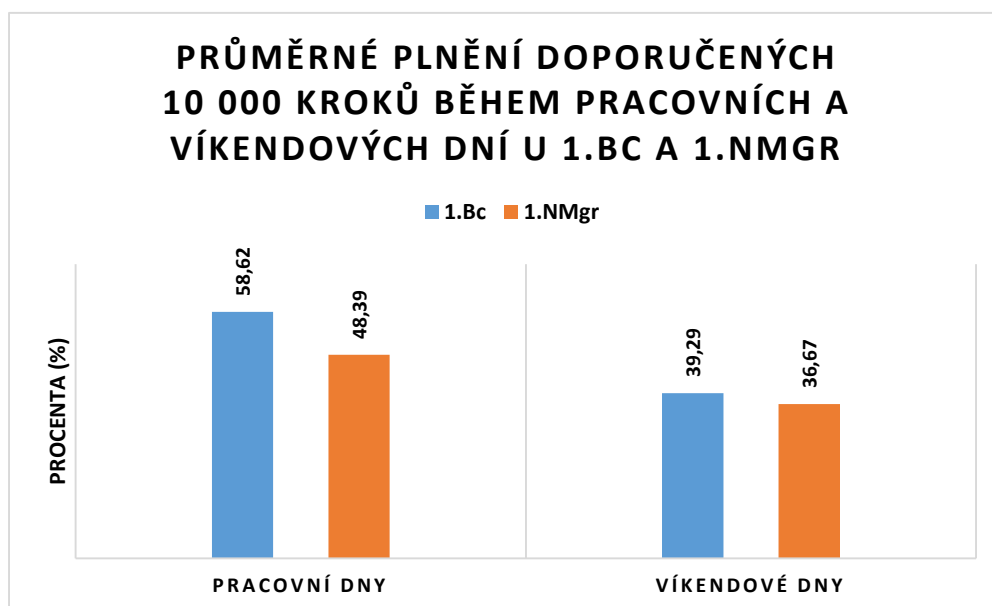 PRŮMĚRNÉ PLNĚNÍ DOPORUČENÝCH
10 000 KROKŮ BĚHEM PRACOVNÍCH A
VÍKENDOVÝCH DNÍ U 1.BC A 1.NMGR
1.Bc 1.NMgr
PROCENTA (%)
58,62
48,39
39,29
36,67
PRACOVNÍ DNY
VÍKENDOVÉ DNY